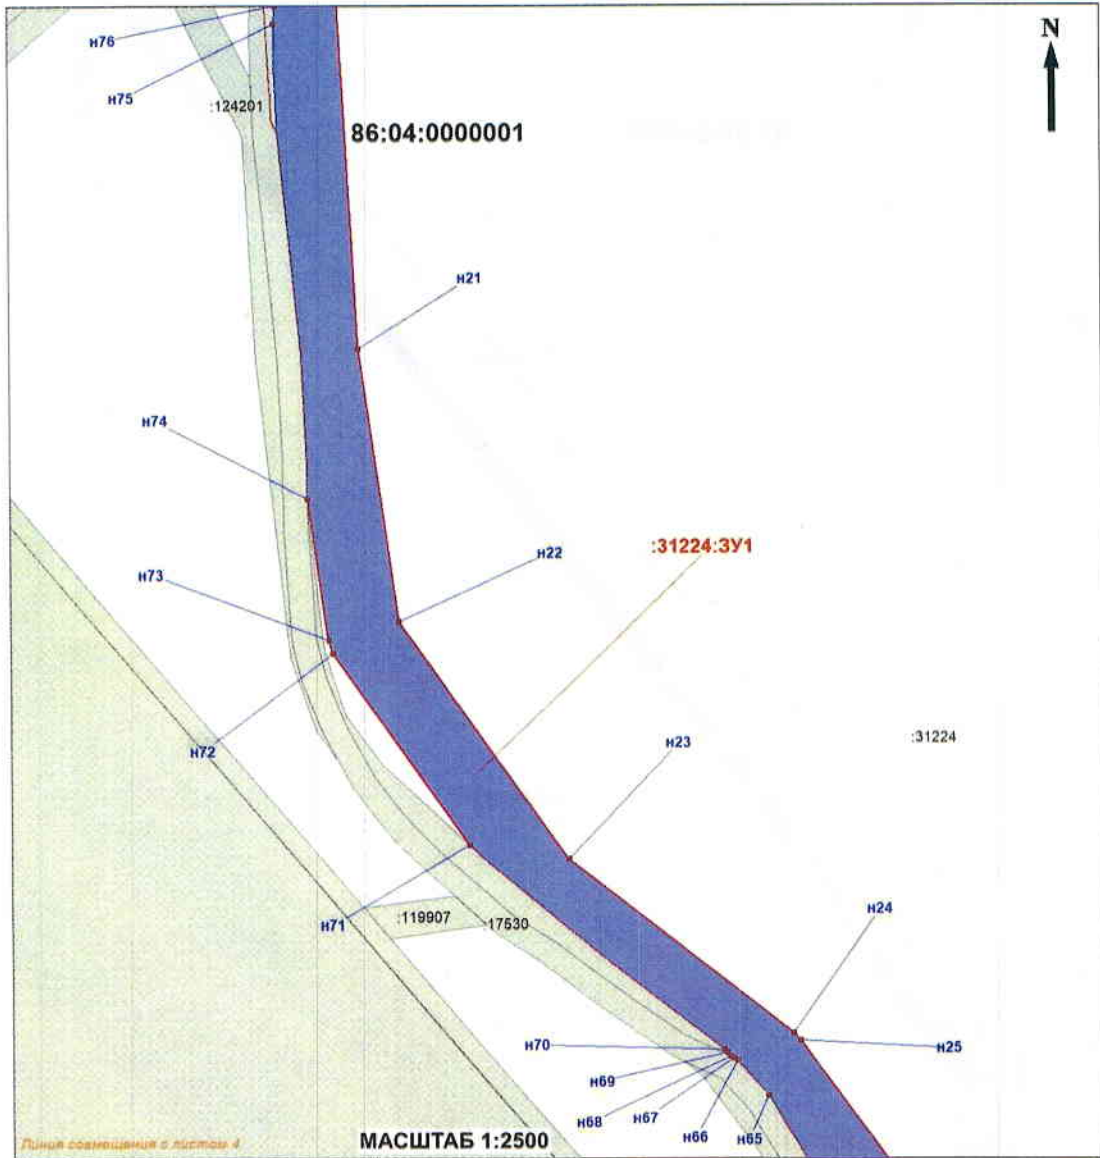 N
н76
н75
:124201
86:04:0000001
н21
н74
н22
:31224:ЗУ1
н73
н72
н23
:31224
н24
н71
:119907
:17530
н70
н25
н69
н68
н67
н66
н65
Линия совмещения с листом 4
МАСШТАБ 1:2500